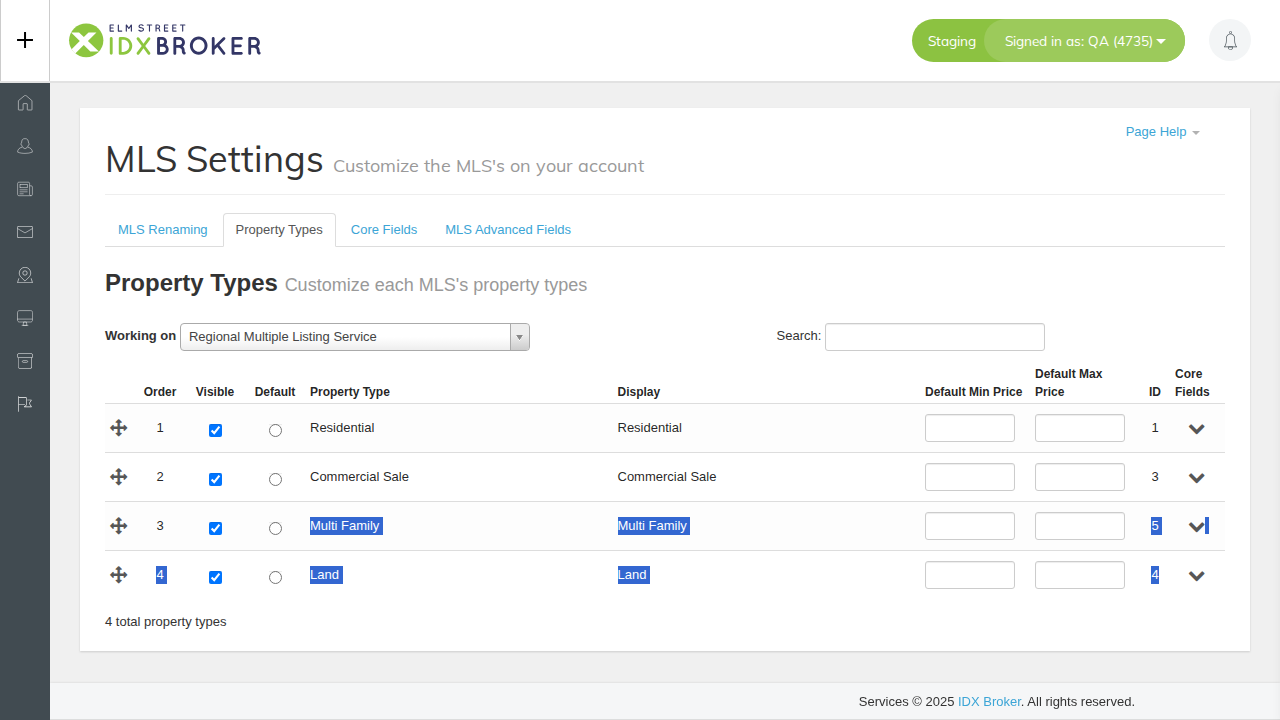 ELM STREET
IDX BROKER
Staging
Signed in as: QA (4735)
Page Help
MLS Settings Customize the MLS's on your account
MLS Renaming Property Types Core Fields MLS Advanced Fields
Property Types Customize each MLS's property types
Working on Regional Multiple Listing Service Search:
Order Visible Default Property Type Display Default Min Price Default Max Price ID Core Fields
1 Residential Residential 1
2 Commercial Sale Commercial Sale 3
3 Multi Family Multi Family 5
4 Land Land 4
4 total property types
Services © 2025 IDX Broker. All rights reserved.